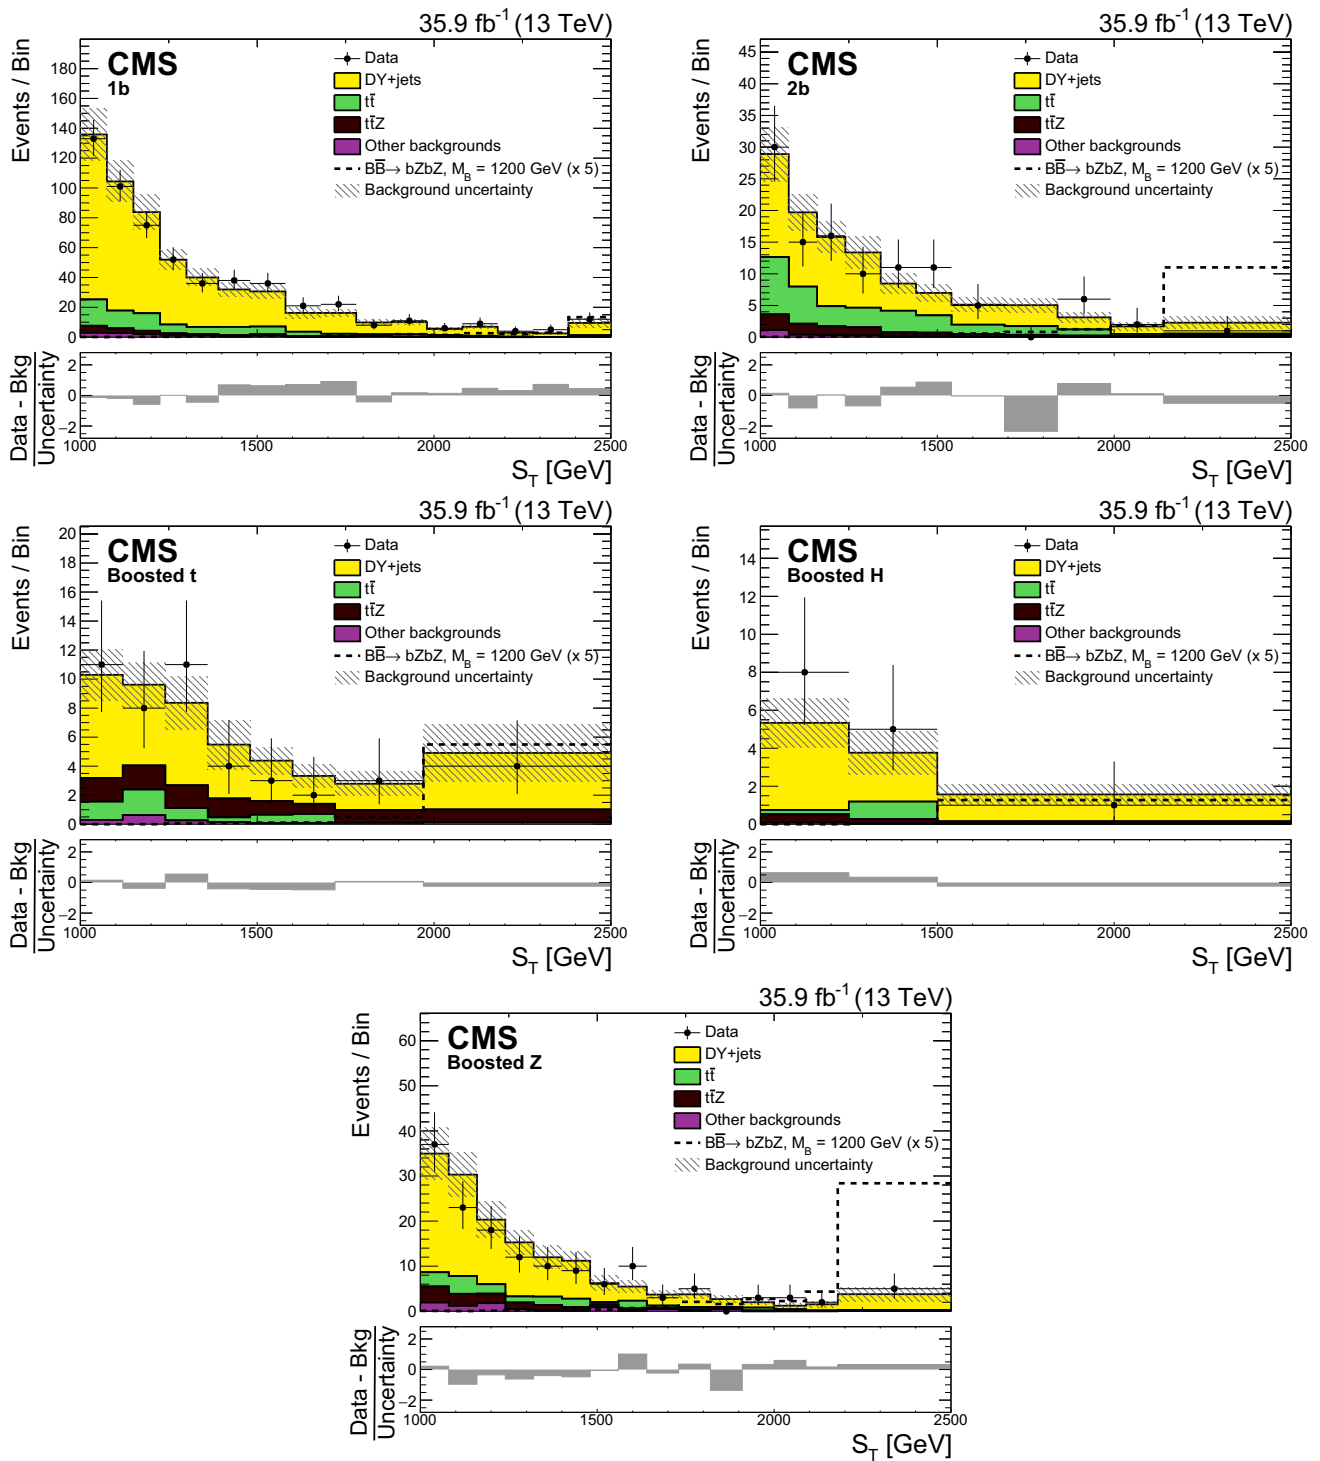 35.9 fb⁻¹ (13 TeV)
Events / Bin
CMS
1b
Data
DY+jets
tt̅
tt̅Z
Other backgrounds
BB̅→ bZbZ, M_B = 1200 GeV (x 5)
Background uncertainty
180
160
140
120
100
80
60
40
20
0
Data - Bkg
Uncertainty
2
0
−2
1000 1500 2000 2500
S_T [GeV]
35.9 fb⁻¹ (13 TeV)
Events / Bin
CMS
2b
Data
DY+jets
tt̅
tt̅Z
Other backgrounds
BB̅→ bZbZ, M_B = 1200 GeV (x 5)
Background uncertainty
45
40
35
30
25
20
15
10
5
0
Data - Bkg
Uncertainty
2
0
−2
1000 1500 2000 2500
S_T [GeV]
35.9 fb⁻¹ (13 TeV)
Events / Bin
CMS
Boosted t
Data
DY+jets
tt̅
tt̅Z
Other backgrounds
BB̅→ bZbZ, M_B = 1200 GeV (x 5)
Background uncertainty
20
18
16
14
12
10
8
6
4
2
0
Data - Bkg
Uncertainty
2
0
−2
1000 1500 2000 2500
S_T [GeV]
35.9 fb⁻¹ (13 TeV)
Events / Bin
CMS
Boosted H
Data
DY+jets
tt̅
tt̅Z
Other backgrounds
BB̅→ bZbZ, M_B = 1200 GeV (x 5)
Background uncertainty
14
12
10
8
6
4
2
0
Data - Bkg
Uncertainty
2
0
−2
1000 1500 2000 2500
S_T [GeV]
35.9 fb⁻¹ (13 TeV)
Events / Bin
CMS
Boosted Z
Data
DY+jets
tt̅
tt̅Z
Other backgrounds
BB̅→ bZbZ, M_B = 1200 GeV (x 5)
Background uncertainty
60
50
40
30
20
10
0
Data - Bkg
Uncertainty
2
0
−2
1000 1500 2000 2500
S_T [GeV]